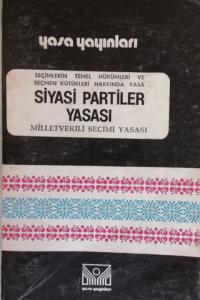 yasa yayınları
SEÇİMLERİN TEMEL HÜKÜMLERİ VE
SEÇMEN KÜTÜKLERİ HAKKINDA YASA
SİYASİ PARTİLER
YASASI
MİLLETVEKİLİ SEÇİMİ YASASI
yasa yayınları